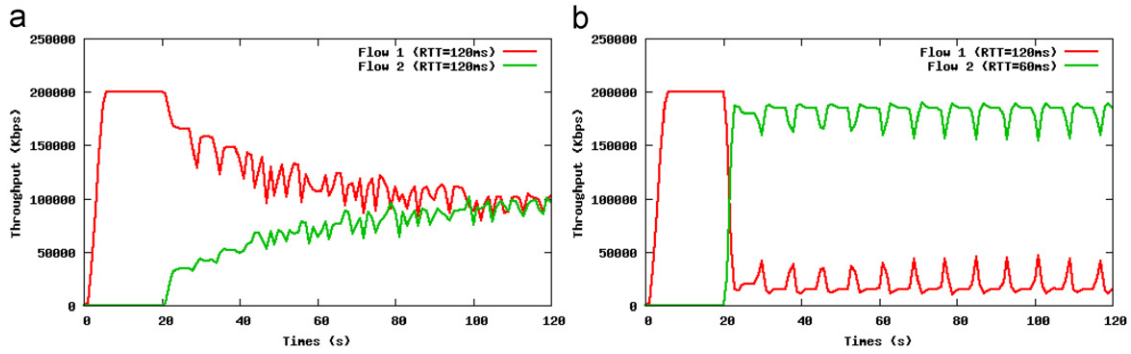 a
250000
200000
150000
100000
50000
0
Throughput (Kbps)
Flow 1 (RTT=120ms)
Flow 2 (RTT=120ms)
0 20 40 60 80 100 120
Times (s)
b
250000
200000
150000
100000
50000
0
Throughput (Kbps)
Flow 1 (RTT=120ms)
Flow 2 (RTT=60ms)
0 20 40 60 80 100 120
Times (s)